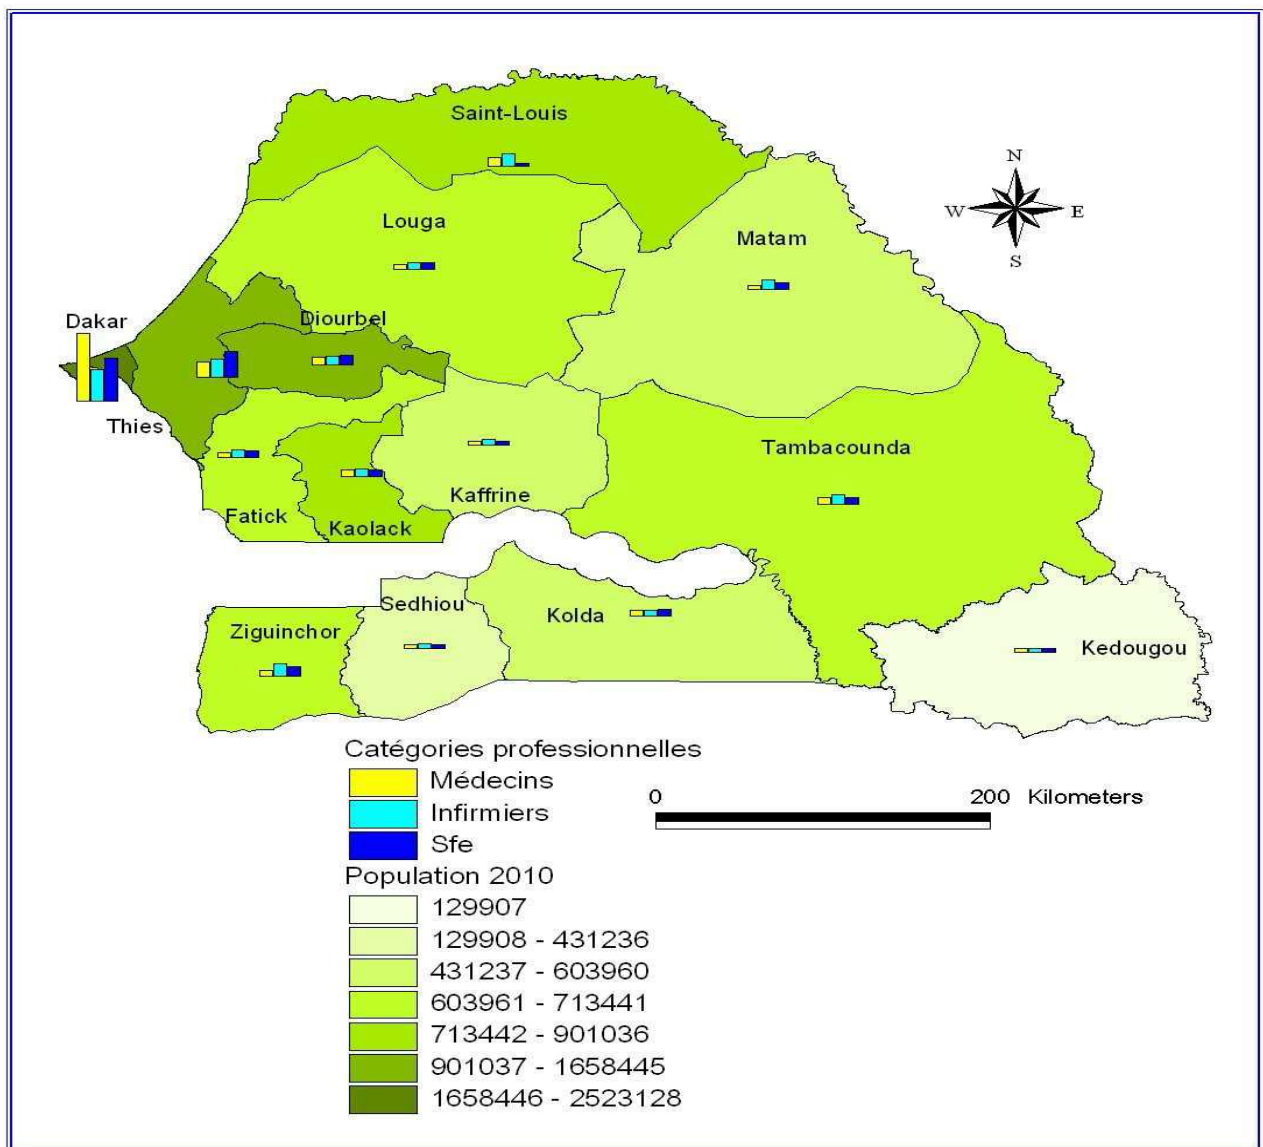 Saint-Louis
N
W
E
S
Louga
Matam
Dakar
Diourbel
Thies
Tambacounda
Kaffrine
Fatick
Kaolack
Sedhiou
Kolda
Ziguinchor
Kedougou
Catégories professionnelles
Médecins
Infirmiers
Sfe
0 200 Kilometers
Population 2010
129907
129908 - 431236
431237 - 603960
603961 - 713441
713442 - 901036
901037 - 1658445
1658446 - 2523128